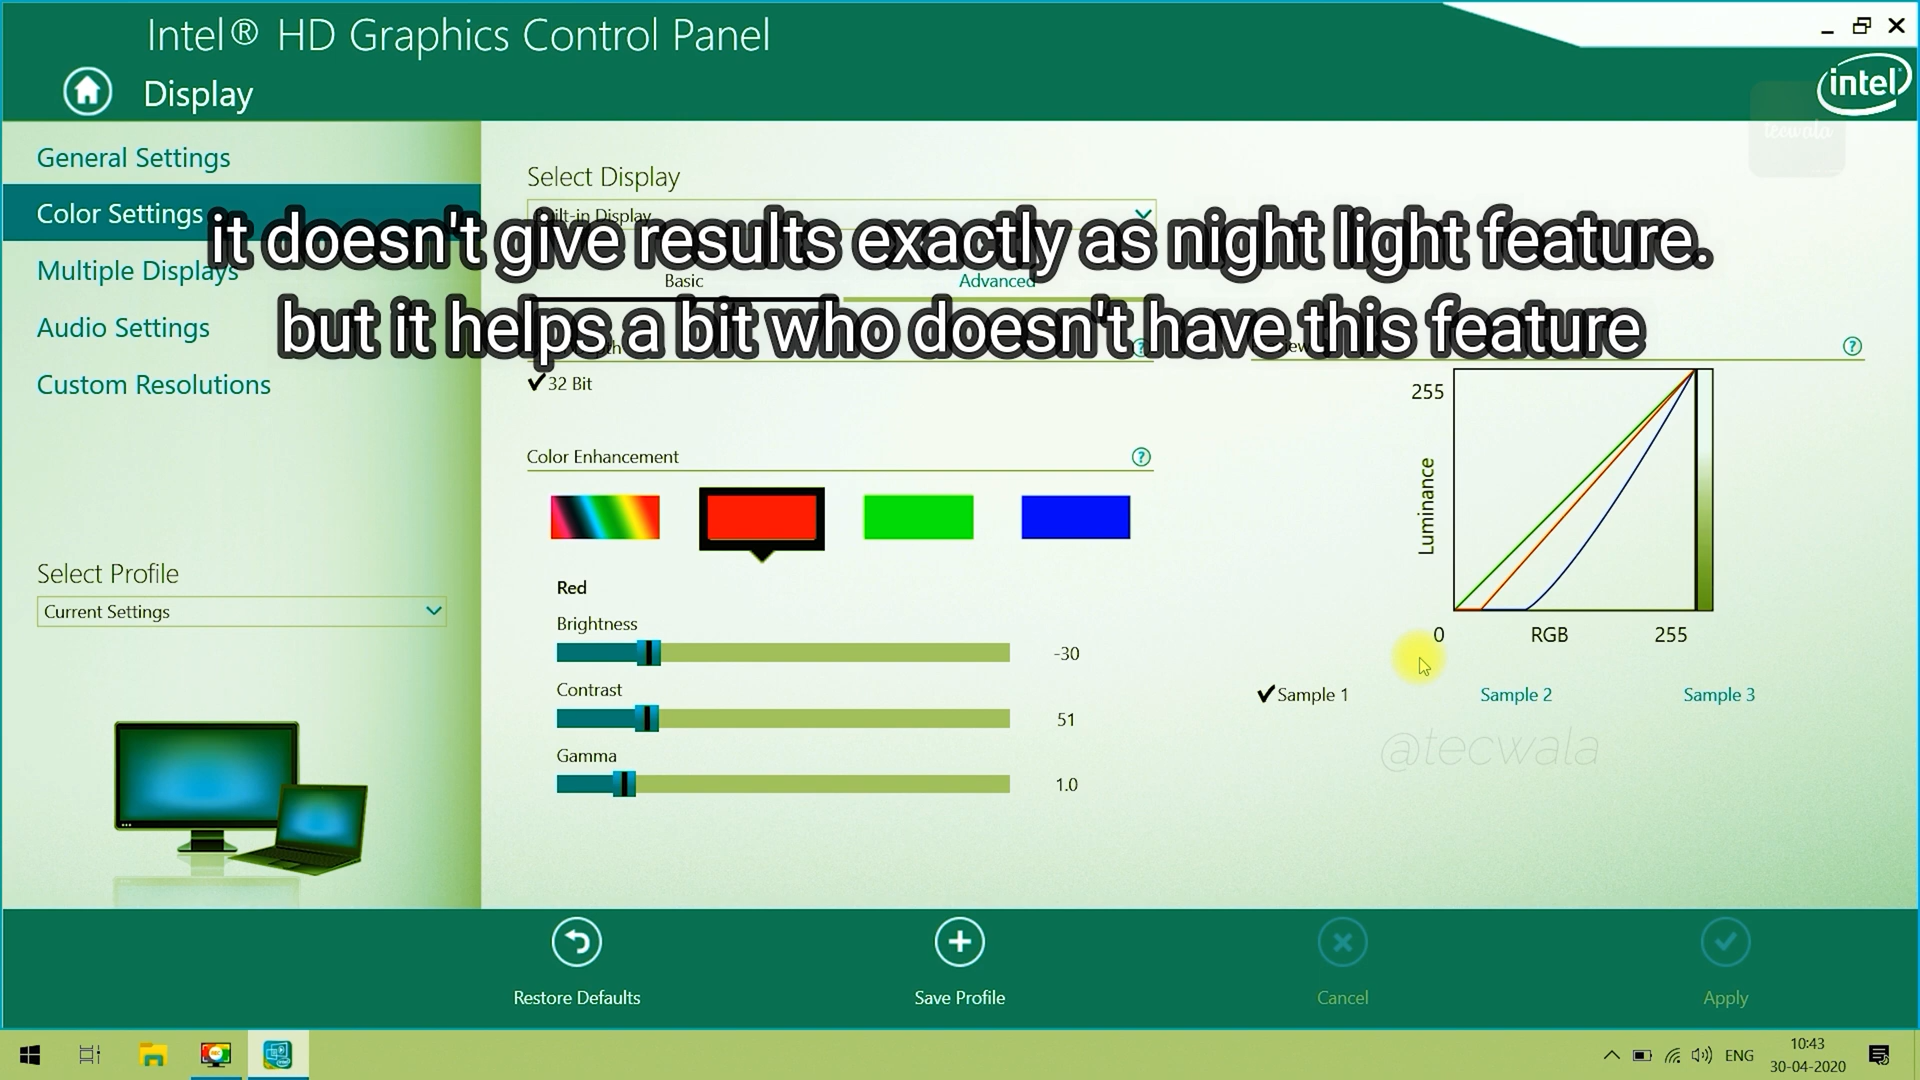 Intel® HD Graphics Control Panel
Display
intel
tecwala
General Settings
Color Settings
Multiple Displays
Audio Settings
Custom Resolutions
Select Display
Built-in Display
it doesn't give results exactly as night light feature.
Basic
Advanced
but it helps a bit who doesn't have this feature
32 Bit
255
Luminance
0
RGB
255
Color Enhancement
Red
Brightness
-30
Contrast
51
Gamma
1.0
Sample 1
Sample 2
Sample 3
@tecwala
Select Profile
Current Settings
Restore Defaults
Save Profile
Cancel
Apply
ENG
10:43
30-04-2020